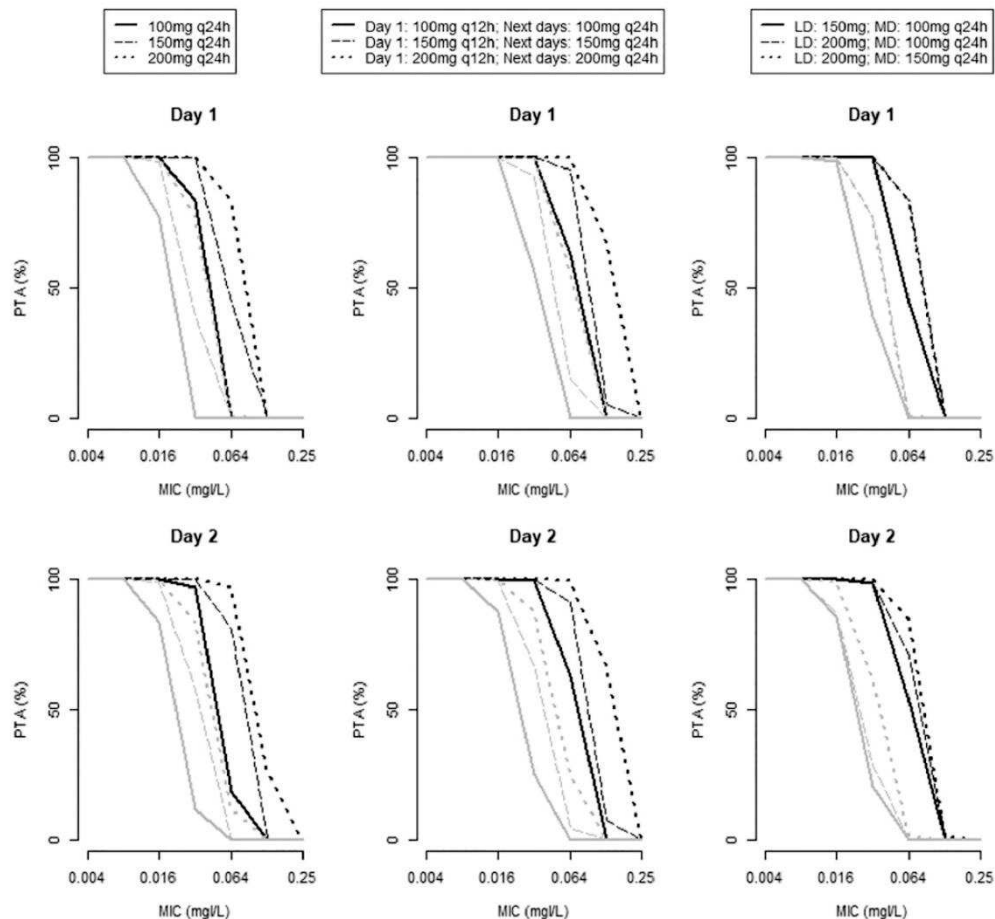 100mg q24h
150mg q24h
200mg q24h
Day 1: 100mg q12h; Next days: 100mg q24h
Day 1: 150mg q12h; Next days: 150mg q24h
Day 1: 200mg q12h; Next days: 200mg q24h
LD: 150mg; MD: 100mg q24h
LD: 200mg; MD: 100mg q24h
LD: 200mg; MD: 150mg q24h
Day 1
PTA (%)
100
50
0
0.004 0.016 0.064 0.25
MIC (mgl/L)
Day 1
PTA (%)
100
50
0
0.004 0.016 0.064 0.25
MIC (mgl/L)
Day 1
PTA (%)
100
50
0
0.004 0.016 0.064 0.25
MIC (mgl/L)
Day 2
PTA (%)
100
50
0
0.004 0.016 0.064 0.25
MIC (mgl/L)
Day 2
PTA (%)
100
50
0
0.004 0.016 0.064 0.25
MIC (mgl/L)
Day 2
PTA (%)
100
50
0
0.004 0.016 0.064 0.25
MIC (mgl/L)